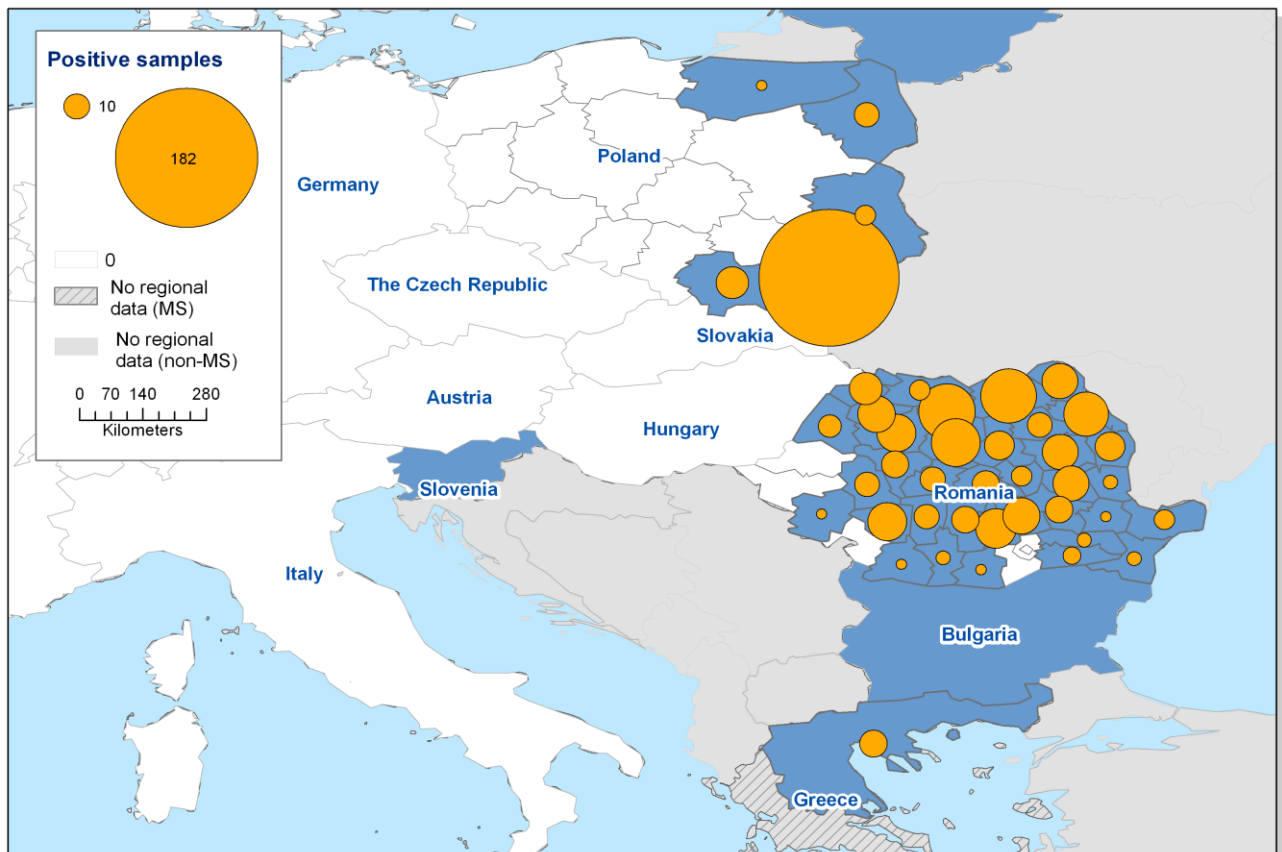 Positive samples
10
182
0
No regional
data (MS)
No regional
data (non-MS)
0 70 140 280
Kilometers
Poland
Germany
The Czech Republic
Slovakia
Austria
Hungary
Slovenia
Romania
Italy
Bulgaria
Greece